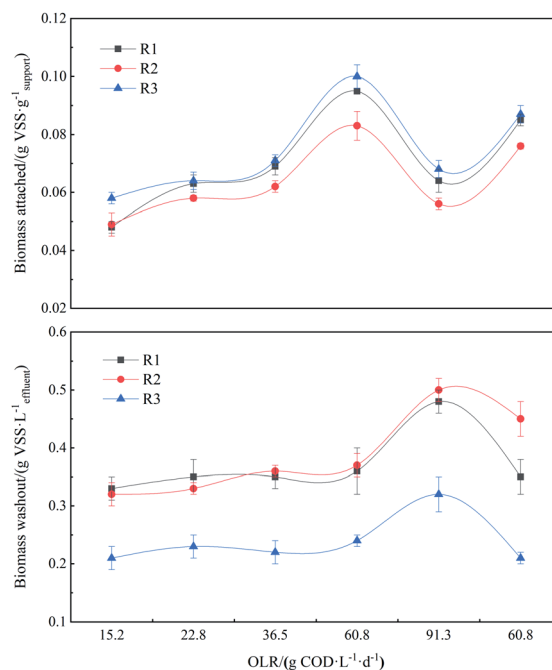 0.12
0.10
0.08
0.06
0.04
0.02
Biomass attached/(g VSS·g⁻¹support)
R1
R2
R3
0.6
0.5
0.4
0.3
0.2
0.1
Biomass washout/(g VSS·L⁻¹effluent)
R1
R2
R3
15.2 22.8 36.5 60.8 91.3 60.8
OLR/(g COD·L⁻¹·d⁻¹)